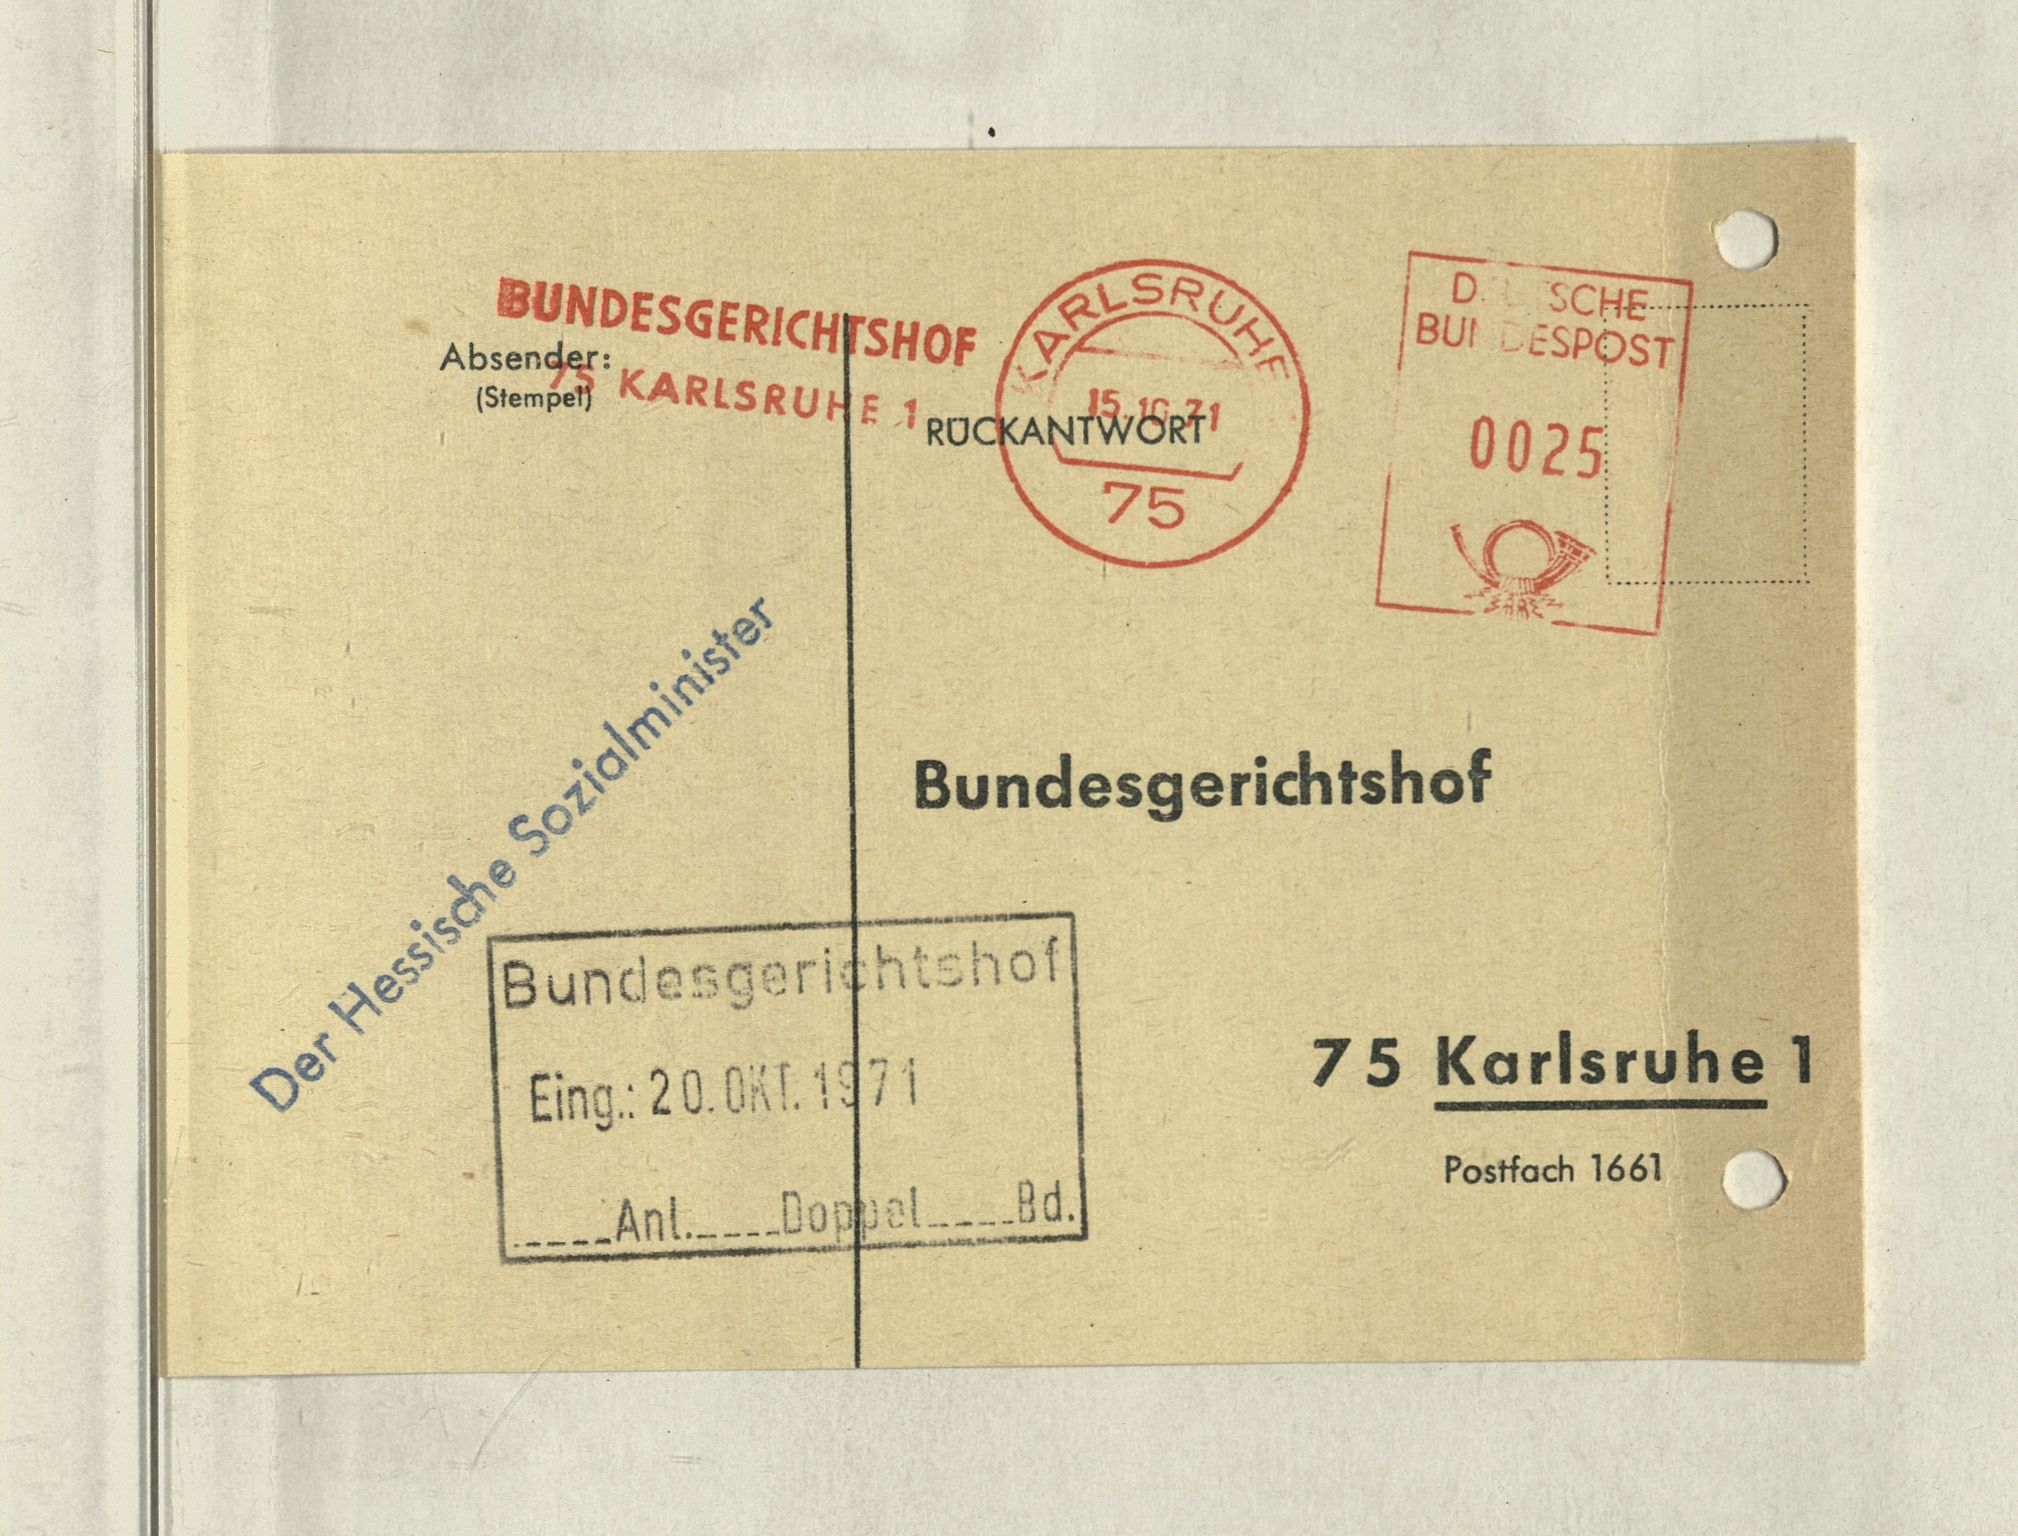 BUNDESGERICHTSHOF
Absender:
(Stempel)
75 KARLSRUHE 1
RÜCKANTWORT
KARLSRUHE
15.10.71
75
DEUTSCHE
BUNDESPOST
0025
Der Hessische Sozialminister
Bundesgerichtshof
75 Karlsruhe 1
Postfach 1661
Bundesgerichtshof
Eing.: 20. OKT. 1971
Anl. Doppel Bd.